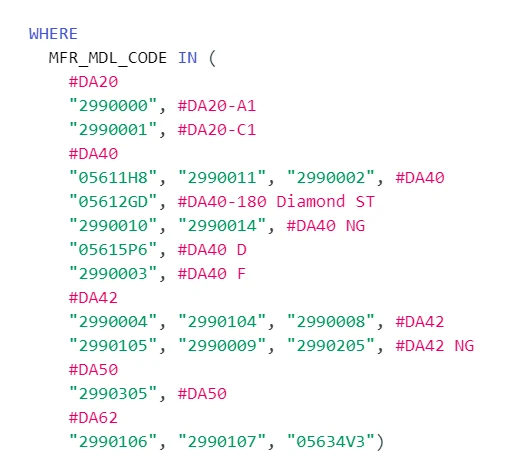 WHERE
MFR_MDL_CODE IN (
#DA20
"2990000", #DA20-A1
"2990001", #DA20-C1
#DA40
"05611H8", "2990011", "2990002", #DA40
"05612GD", #DA40-180 Diamond ST
"2990010", "2990014", #DA40 NG
"05615P6", #DA40 D
"2990003", #DA40 F
#DA42
"2990004", "2990104", "2990008", #DA42
"2990105", "2990009", "2990205", #DA42 NG
#DA50
"2990305", #DA50
#DA62
"2990106", "2990107", "05634V3")